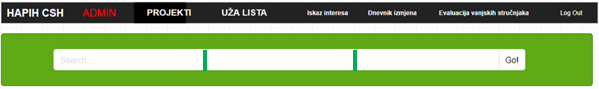 HAPIH CSH ADMIN PROJEKTI UŽA LISTA Iskaz interesa Dnevnik izmjena Evaluacija vanjskih stručnjaka Log Out
Search... Go!